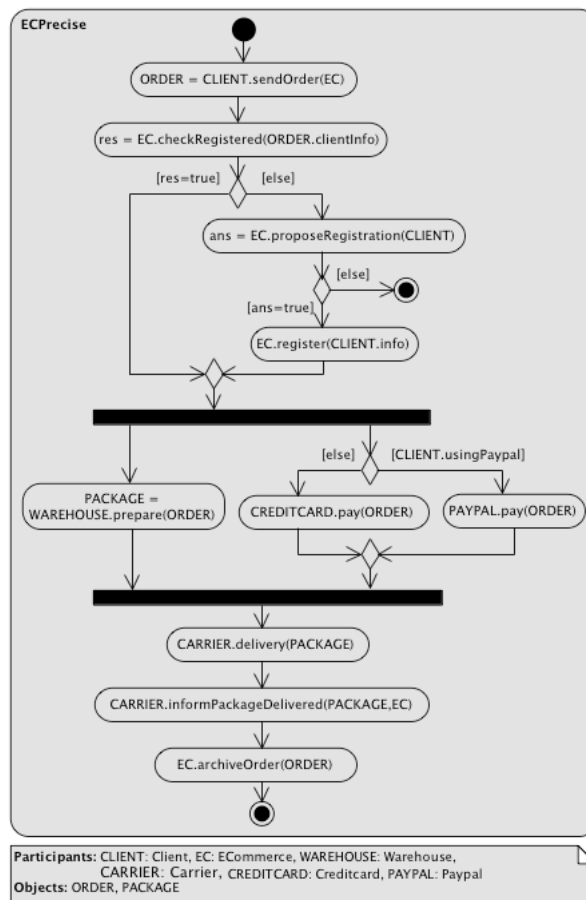 ECPrecise
ORDER = CLIENT.sendOrder(EC)
res = EC.checkRegistered(ORDER.clientInfo)
[res=true]
[else]
ans = EC.proposeRegistration(CLIENT)
[else]
[ans=true]
EC.register(CLIENT.info)
[else]
[CLIENT.usingPaypal]
PACKAGE =
WAREHOUSE.prepare(ORDER)
CREDITCARD.pay(ORDER)
PAYPAL.pay(ORDER)
CARRIER.delivery(PACKAGE)
CARRIER.informPackageDelivered(PACKAGE,EC)
EC.archiveOrder(ORDER)
Participants: CLIENT: Client, EC: ECommerce, WAREHOUSE: Warehouse,
CARRIER: Carrier, CREDITCARD: Creditcard, PAYPAL: Paypal
Objects: ORDER, PACKAGE